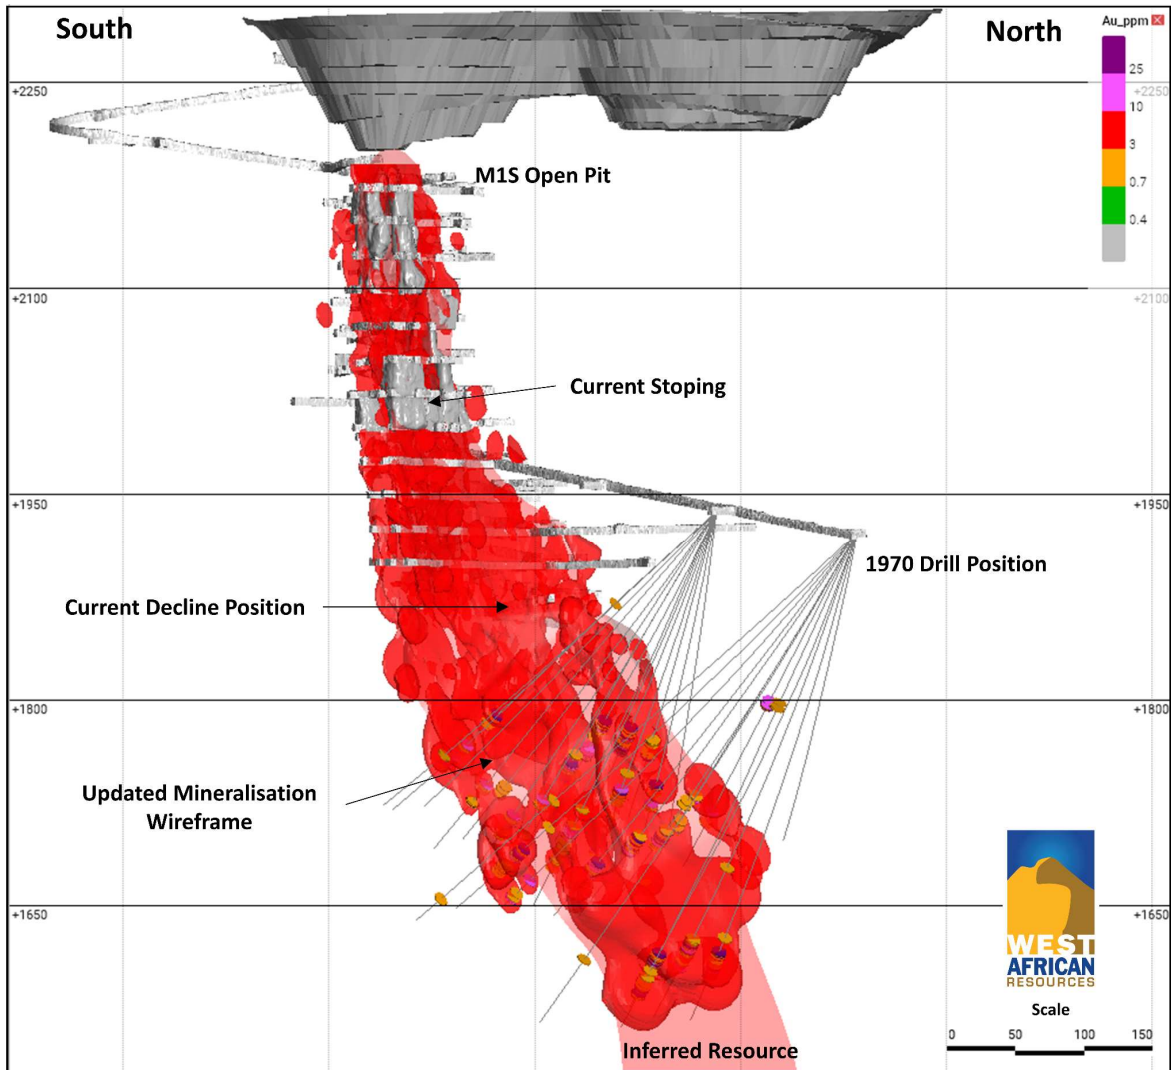 South
North
Au_ppm
25
10
3
0.7
0.4
+2250
+2250
M1S Open Pit
+2100
+2100
Current Stoping
+1950
+1950
1970 Drill Position
Current Decline Position
+1800
+1800
Updated Mineralisation
Wireframe
+1650
+1650
WEST
AFRICAN
RESOURCES
Scale
0 50 100 150
Inferred Resource